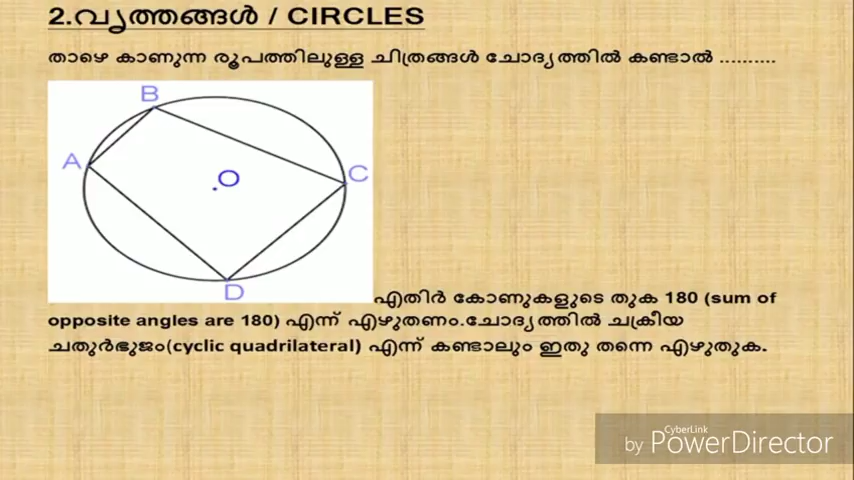 2.വൃത്തങ്ങൾ / CIRCLES
താഴെ കാണുന്ന രൂപത്തിലുള്ള ചിത്രങ്ങൾ ചോദ്യത്തിൽ കണ്ടാൽ ..........
B
A
.O
C
D
എതിർ കോണുകളുടെ തുക 180 (sum of
opposite angles are 180) എന്ന് എഴുതണം.ചോദ്യത്തിൽ ചക്രീയ
ചതുർഭുജം(cyclic quadrilateral) എന്ന് കണ്ടാലും ഇതു തന്നെ എഴുതുക.
CyberLink
by PowerDirector